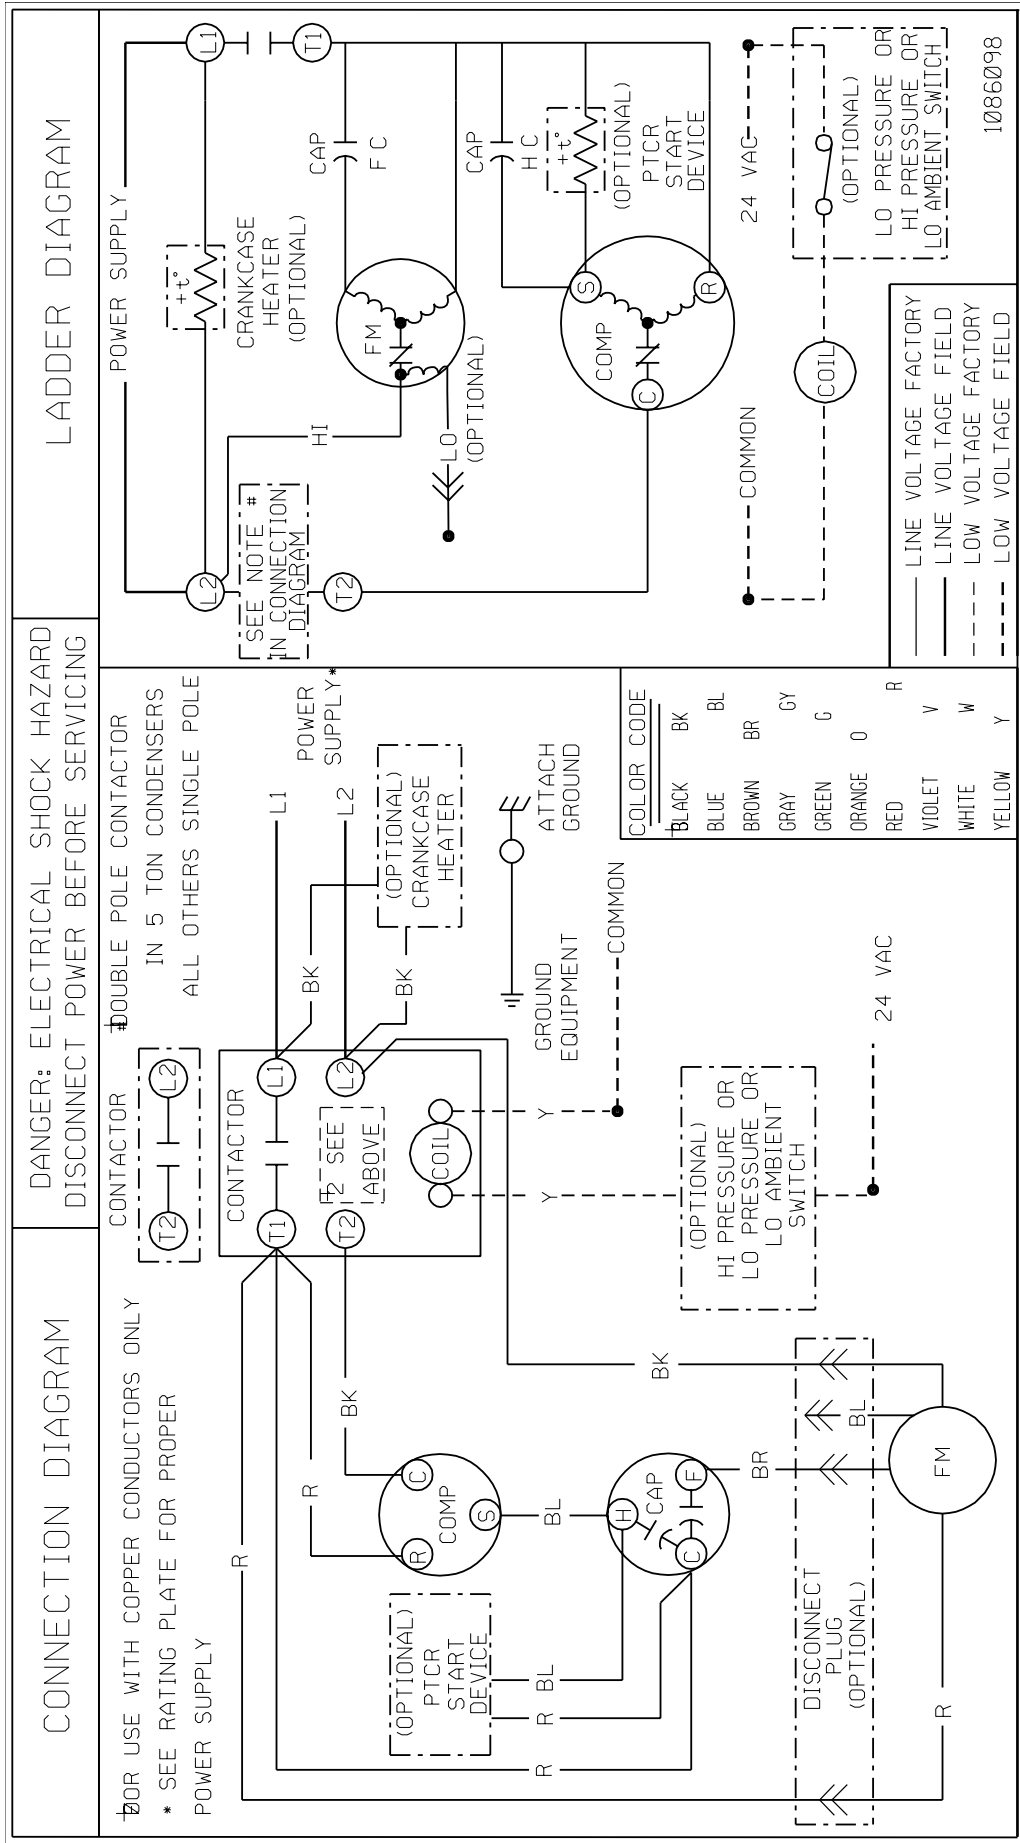 CONNECTION DIAGRAM
DANGER: ELECTRICAL SHOCK HAZARD
DISCONNECT POWER BEFORE SERVICING
LADDER DIAGRAM
OR USE WITH COPPER CONDUCTORS ONLY
* SEE RATING PLATE FOR PROPER
POWER SUPPLY
CONTACTOR
T2
L2
#
DOUBLE POLE CONTACTOR
IN 5 TON CONDENSERS
ALL OTHERS SINGLE POLE
POWER
SUPPLY*
L1
L2
CONTACTOR
T1
L1
T2
L2
2 SEE
ABOVE
COIL
BK
BK
(OPTIONAL)
CRANKCASE
HEATER
GROUND
EQUIPMENT
ATTACH
GROUND
Y
Y
COMMON
24 VAC
(OPTIONAL)
HI PRESSURE OR
LO PRESSURE OR
LO AMBIENT
SWITCH
R
R
BK
BK
COMP
R
C
S
BL
CAP
H
F
C
BR
BL
FM
(OPTIONAL)
PTCR
START
DEVICE
BL
R
R
R
DISCONNECT
PLUG
(OPTIONAL)
COLOR CODE
BLACK BK
BLUE BL
BROWN BR
GRAY GY
GREEN G
ORANGE O
RED R
VIOLET V
WHITE W
YELLOW Y
POWER SUPPLY
L1
T1
L2
T2
+t°
CRANKCASE
HEATER
(OPTIONAL)
SEE NOTE #
IN CONNECTION
DIAGRAM
HI
FM
CAP
F C
LO
(OPTIONAL)
CAP
H C
+t°
(OPTIONAL)
PTCR
START
DEVICE
COMP
C
S
R
COMMON
24 VAC
COIL
(OPTIONAL)
LO PRESSURE OR
HI PRESSURE OR
LO AMBIENT SWITCH
LINE VOLTAGE FACTORY
LINE VOLTAGE FIELD
LOW VOLTAGE FACTORY
LOW VOLTAGE FIELD
1086098